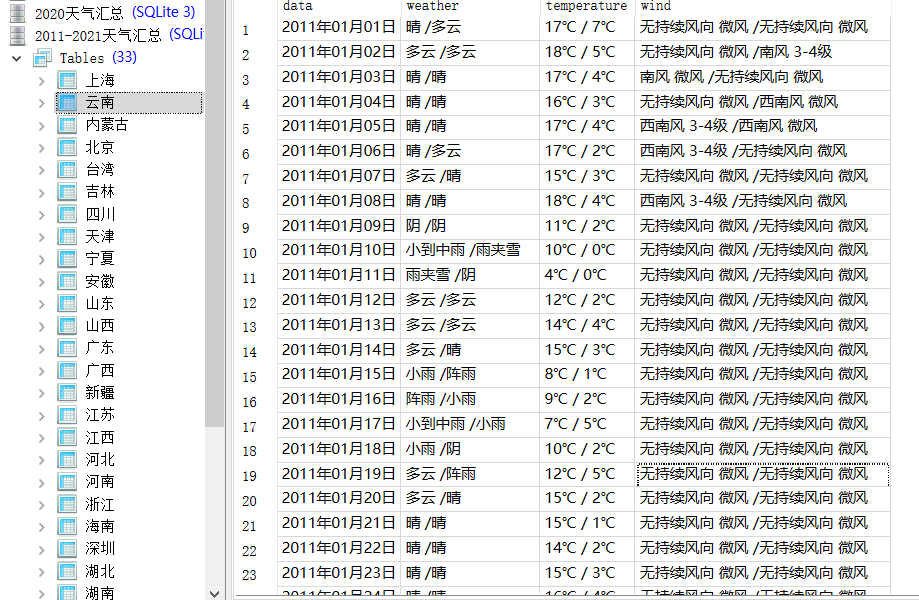 2020天气汇总 (SQLite 3)
2011-2021天气汇总 (SQLi
Tables (33)
上海
云南
内蒙古
北京
台湾
吉林
四川
天津
宁夏
安徽
山东
山西
广东
广西
新疆
江苏
江西
河北
河南
浙江
海南
深圳
湖北
湖南
data weather temperature wind
1 2011年01月01日 晴 /多云 17℃ / 7℃ 无持续风向 微风 /无持续风向 微风
2 2011年01月02日 多云 /多云 18℃ / 5℃ 无持续风向 微风 /南风 3-4级
3 2011年01月03日 晴 /晴 17℃ / 4℃ 南风 微风 /无持续风向 微风
4 2011年01月04日 晴 /晴 16℃ / 3℃ 无持续风向 微风 /西南风 微风
5 2011年01月05日 晴 /晴 17℃ / 4℃ 西南风 3-4级 /西南风 微风
6 2011年01月06日 晴 /多云 17℃ / 2℃ 西南风 3-4级 /无持续风向 微风
7 2011年01月07日 多云 /晴 15℃ / 3℃ 无持续风向 微风 /无持续风向 微风
8 2011年01月08日 晴 /晴 18℃ / 4℃ 西南风 3-4级 /无持续风向 微风
9 2011年01月09日 阴 /阴 11℃ / 2℃ 无持续风向 微风 /无持续风向 微风
10 2011年01月10日 小到中雨 /雨夹雪 10℃ / 0℃ 无持续风向 微风 /无持续风向 微风
11 2011年01月11日 雨夹雪 /阴 4℃ / 0℃ 无持续风向 微风 /无持续风向 微风
12 2011年01月12日 多云 /多云 12℃ / 2℃ 无持续风向 微风 /无持续风向 微风
13 2011年01月13日 多云 /多云 14℃ / 4℃ 无持续风向 微风 /无持续风向 微风
14 2011年01月14日 多云 /晴 15℃ / 3℃ 无持续风向 微风 /无持续风向 微风
15 2011年01月15日 小雨 /阵雨 8℃ / 1℃ 无持续风向 微风 /无持续风向 微风
16 2011年01月16日 阵雨 /小雨 9℃ / 2℃ 无持续风向 微风 /无持续风向 微风
17 2011年01月17日 小到中雨 /小雨 7℃ / 5℃ 无持续风向 微风 /无持续风向 微风
18 2011年01月18日 小雨 /阴 10℃ / 2℃ 无持续风向 微风 /无持续风向 微风
19 2011年01月19日 多云 /阵雨 12℃ / 5℃ 无持续风向 微风 /无持续风向 微风
20 2011年01月20日 多云 /晴 15℃ / 2℃ 无持续风向 微风 /无持续风向 微风
21 2011年01月21日 晴 /晴 15℃ / 1℃ 无持续风向 微风 /无持续风向 微风
22 2011年01月22日 晴 /晴 14℃ / 2℃ 无持续风向 微风 /无持续风向 微风
23 2011年01月23日 晴 /晴 15℃ / 3℃ 无持续风向 微风 /无持续风向 微风